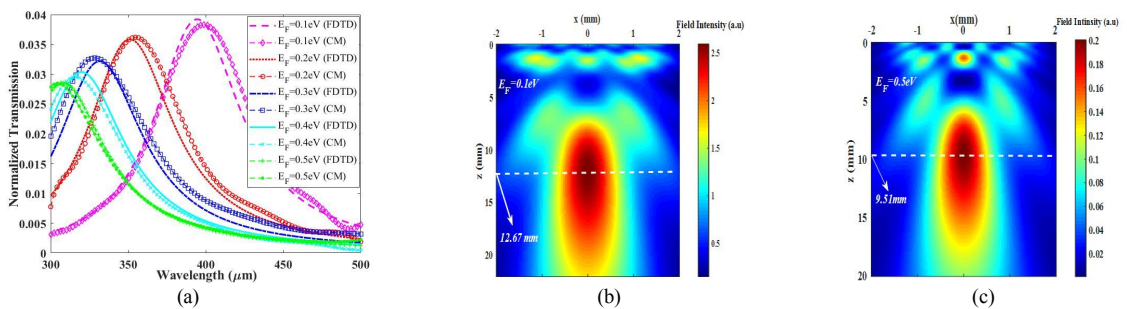 Normalized Transmission
0.04
0.035
0.03
0.025
0.02
0.015
0.01
0.005
0
300
350
400
450
500
Wavelength (μm)
E_F=0.1eV (FDTD)
E_F=0.1eV (CM)
E_F=0.2eV (FDTD)
E_F=0.2eV (CM)
E_F=0.3eV (FDTD)
E_F=0.3eV (CM)
E_F=0.4eV (FDTD)
E_F=0.4eV (CM)
E_F=0.5eV (FDTD)
E_F=0.5eV (CM)
(a)
x (mm)
Field Intensity (a.u)
-2 -1 0 1 2
0
5
10
15
20
z (mm)
E_F=0.1eV
12.67 mm
2.5
2
1.5
1
0.5
(b)
x(mm)
Field Intinsity (a.u)
-2 -1 0 1 2
0
5
10
15
20
z (mm)
E_F=0.5eV
9.51mm
0.2
0.18
0.16
0.14
0.12
0.1
0.08
0.06
0.04
0.02
(c)